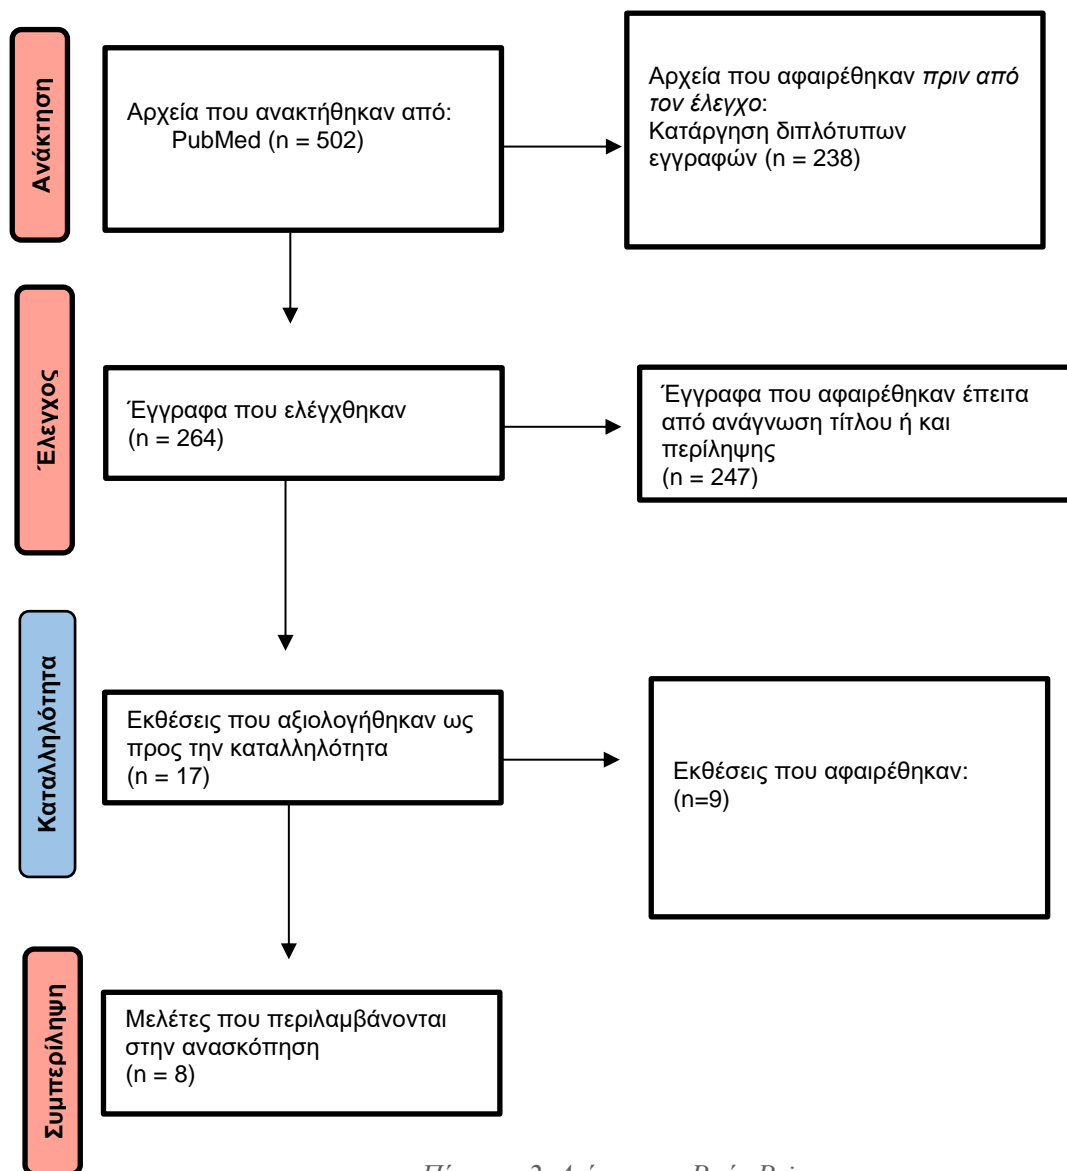 Ανάκτηση
Αρχεία που ανακτήθηκαν από:
PubMed (n = 502)
Αρχεία που αφαιρέθηκαν πριν από
τον έλεγχο:
Κατάργηση διπλότυπων
εγγραφών (n = 238)
Έλεγχος
Έγγραφα που ελέγχθηκαν
(n = 264)
Έγγραφα που αφαιρέθηκαν έπειτα
από ανάγνωση τίτλου ή και
περίληψης
(n = 247)
Καταλληλότητα
Εκθέσεις που αξιολογήθηκαν ως
προς την καταλληλότητα
(n = 17)
Εκθέσεις που αφαιρέθηκαν:
(n=9)
Συμπερίληψη
Μελέτες που περιλαμβάνονται
στην ανασκόπηση
(n = 8)